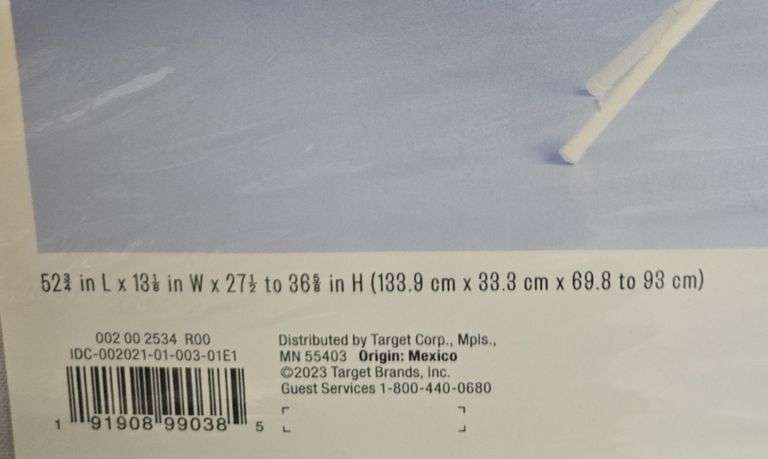 52¾ in L x 13⅛ in W x 27½ to 36⅝ in H (133.9 cm x 33.3 cm x 69.8 to 93 cm)
002 00 2534 R00
IDC-002021-01-003-01E1
1 91908 99038 5
Distributed by Target Corp., Mpls.,
MN 55403 Origin: Mexico
©2023 Target Brands, Inc.
Guest Services 1-800-440-0680